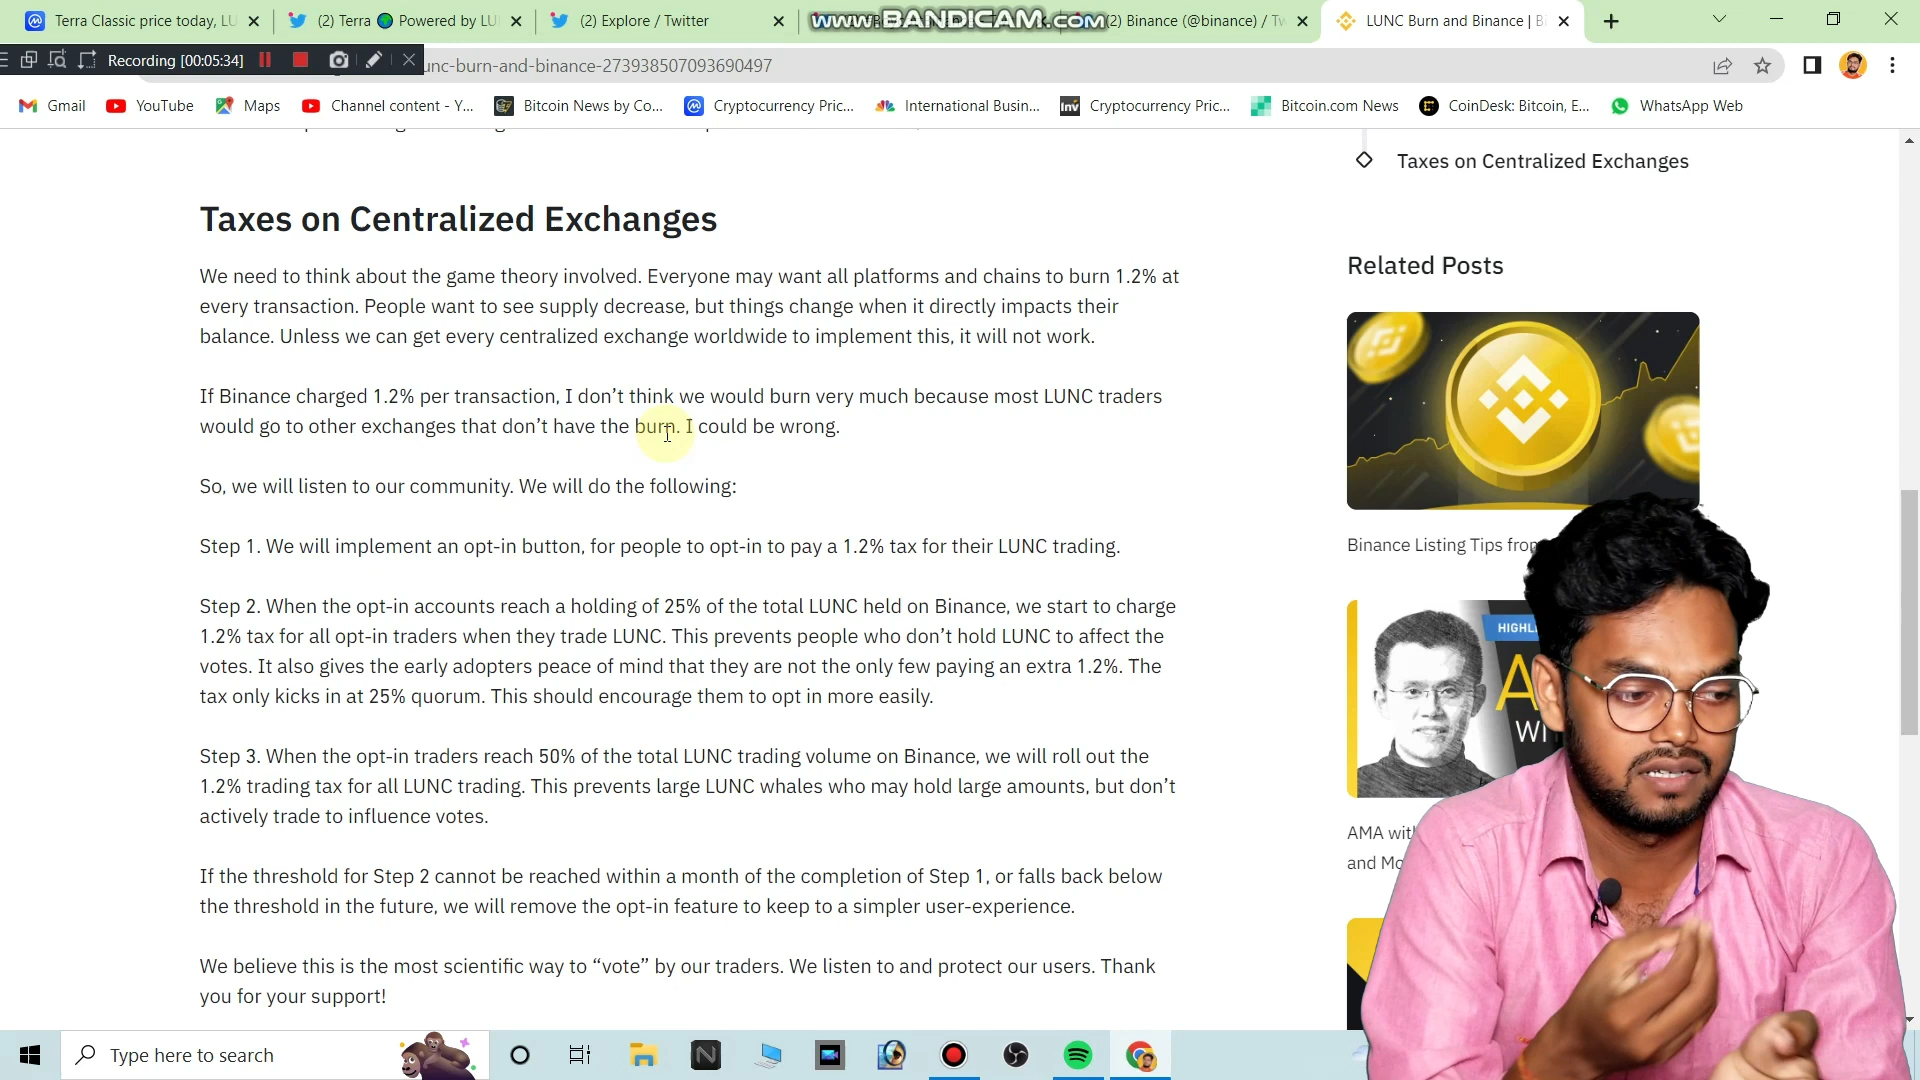 Terra Classic price today, LU
(2) Terra Powered by LU
(2) Explore / Twitter
www.BANDICAM.com
(2) Binance (@binance) / Tw
LUNC Burn and Binance | Bi
Recording [00:05:34]
unc-burn-and-binance-273938507093690497
Gmail
YouTube
Maps
Channel content - Y...
Bitcoin News by Co...
Cryptocurrency Pric...
International Busin...
Inv
Cryptocurrency Pric...
Bitcoin.com News
CoinDesk: Bitcoin, E...
WhatsApp Web
Taxes on Centralized Exchanges
Taxes on Centralized Exchanges
We need to think about the game theory involved. Everyone may want all platforms and chains to burn 1.2% at
every transaction. People want to see supply decrease, but things change when it directly impacts their
balance. Unless we can get every centralized exchange worldwide to implement this, it will not work.
If Binance charged 1.2% per transaction, I don’t think we would burn very much because most LUNC traders
would go to other exchanges that don’t have the burn. I could be wrong.
So, we will listen to our community. We will do the following:
Step 1. We will implement an opt-in button, for people to opt-in to pay a 1.2% tax for their LUNC trading.
Step 2. When the opt-in accounts reach a holding of 25% of the total LUNC held on Binance, we start to charge
1.2% tax for all opt-in traders when they trade LUNC. This prevents people who don’t hold LUNC to affect the
votes. It also gives the early adopters peace of mind that they are not the only few paying an extra 1.2%. The
tax only kicks in at 25% quorum. This should encourage them to opt in more easily.
Step 3. When the opt-in traders reach 50% of the total LUNC trading volume on Binance, we will roll out the
1.2% trading tax for all LUNC trading. This prevents large LUNC whales who may hold large amounts, but don’t
actively trade to influence votes.
If the threshold for Step 2 cannot be reached within a month of the completion of Step 1, or falls back below
the threshold in the future, we will remove the opt-in feature to keep to a simpler user-experience.
We believe this is the most scientific way to “vote” by our traders. We listen to and protect our users. Thank
you for your support!
Related Posts
Binance Listing Tips fro
HIGHL
A
WI
AMA wit
and Mo
Type here to search